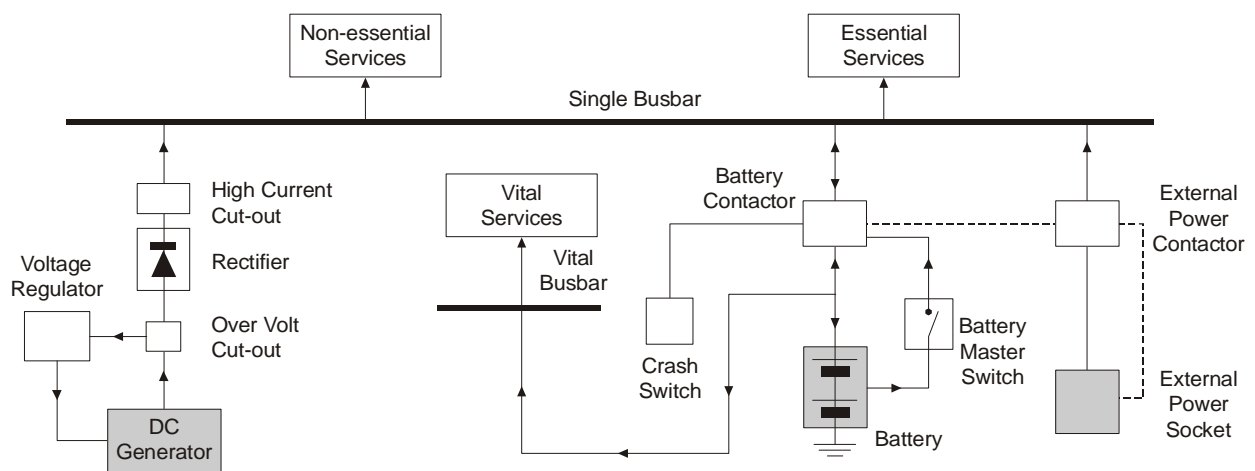 Non-essential
Services
Essential
Services
Single Busbar
High Current
Cut-out
Rectifier
Voltage
Regulator
Over Volt
Cut-out
DC
Generator
Vital
Services
Vital
Busbar
Battery
Contactor
Crash
Switch
Battery
Master
Switch
Battery
External
Power
Contactor
External
Power
Socket